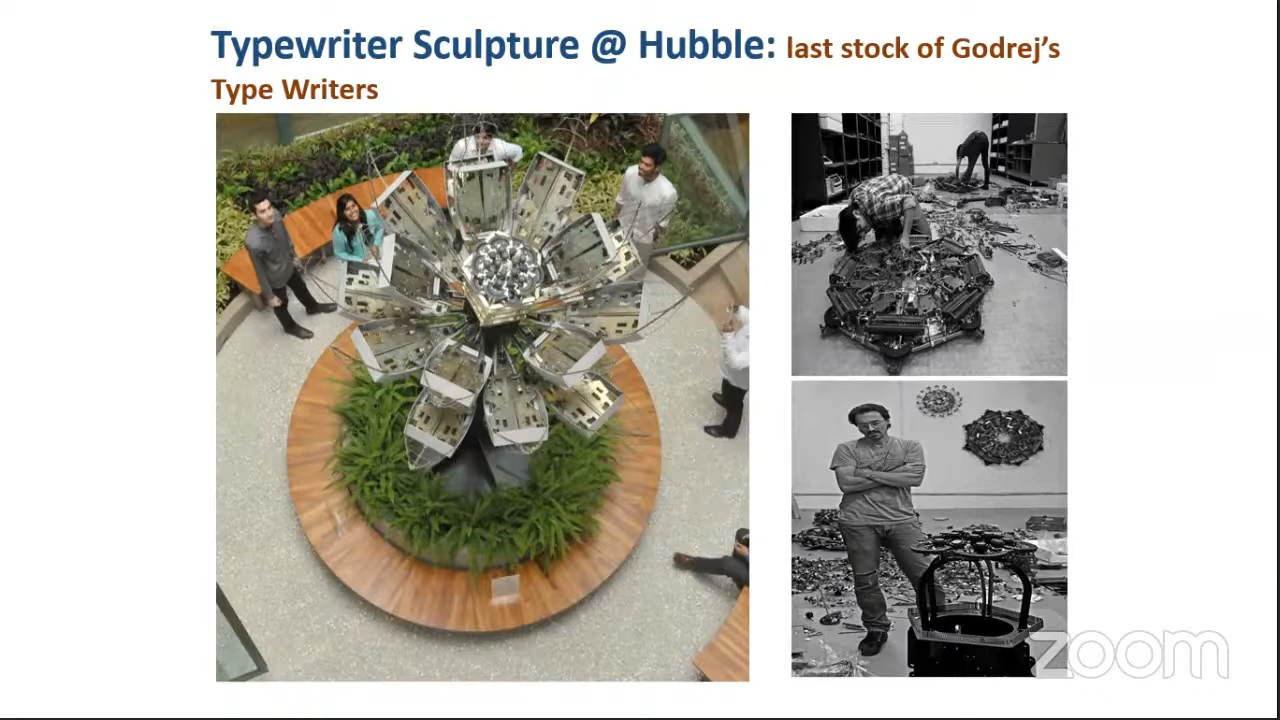 Typewriter Sculpture @ Hubble: last stock of Godrej’s
Type Writers
zoom